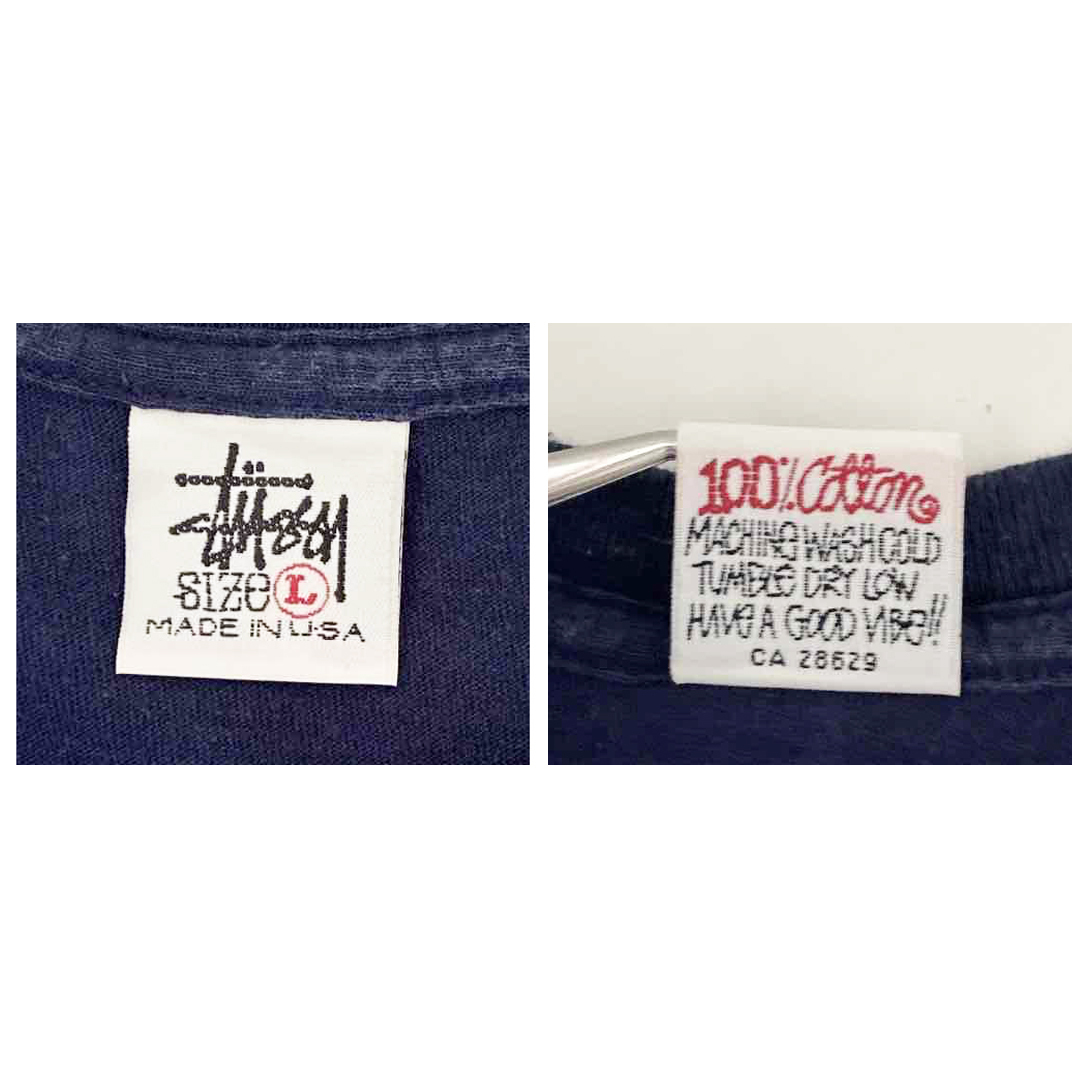 Stüssy
SIZE L
MADE IN U.S.A
100% Cotton
MACHINE WASH COLD
TUMBLE DRY LOW
HAVE A GOOD VIBE!!
CA 28629